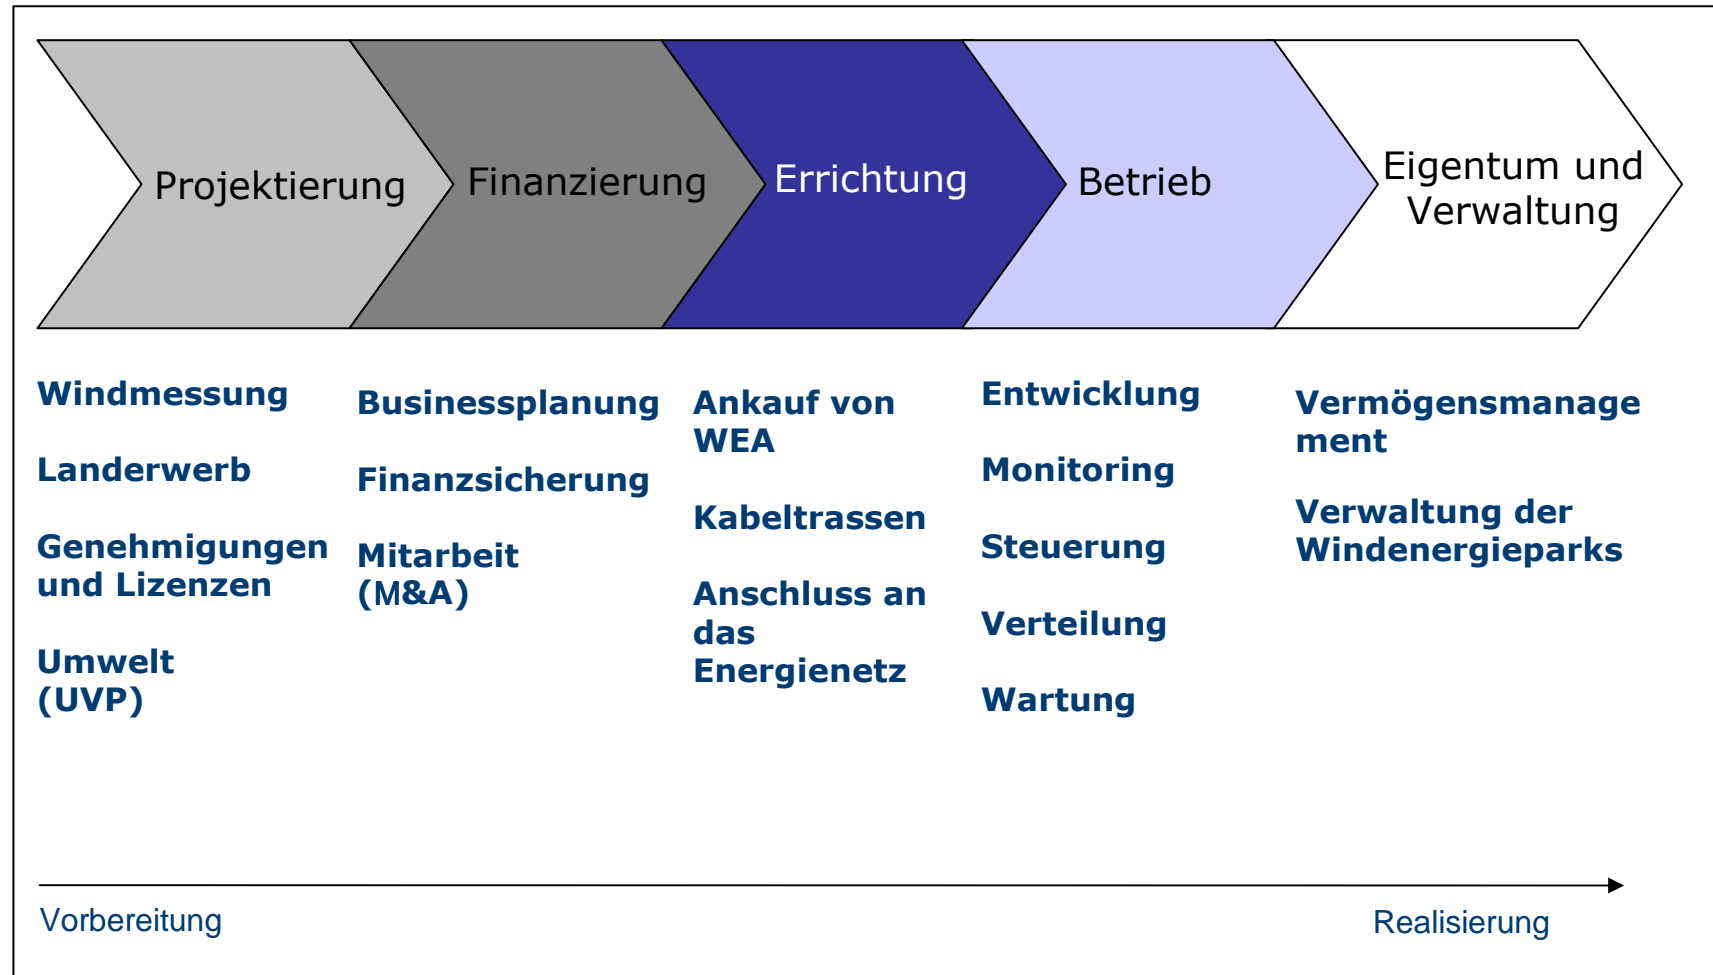 Projektierung
Finanzierung
Errichtung
Betrieb
Eigentum und
Verwaltung
Windmessung
Landerwerb
Genehmigungen
und Lizenzen
Umwelt
(UVP)
Businessplanung
Finanzsicherung
Mitarbeit
(M&A)
Ankauf von
WEA
Kabeltrassen
Anschluss an
das
Energienetz
Entwicklung
Monitoring
Steuerung
Verteilung
Wartung
Vermögensmanage
ment
Verwaltung der
Windenergieparks
Vorbereitung
Realisierung